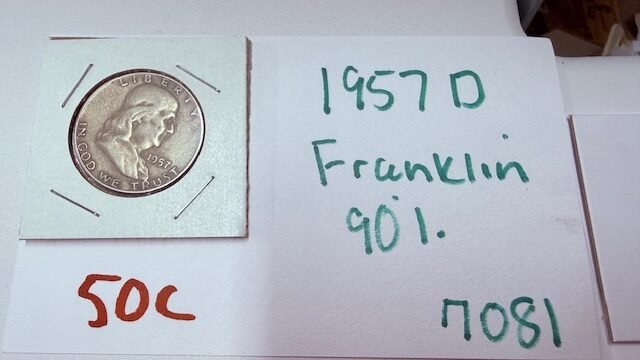 LIBERTY
IN GOD WE TRUST
1957
50C
1957 D
Franklin
90%.
7081